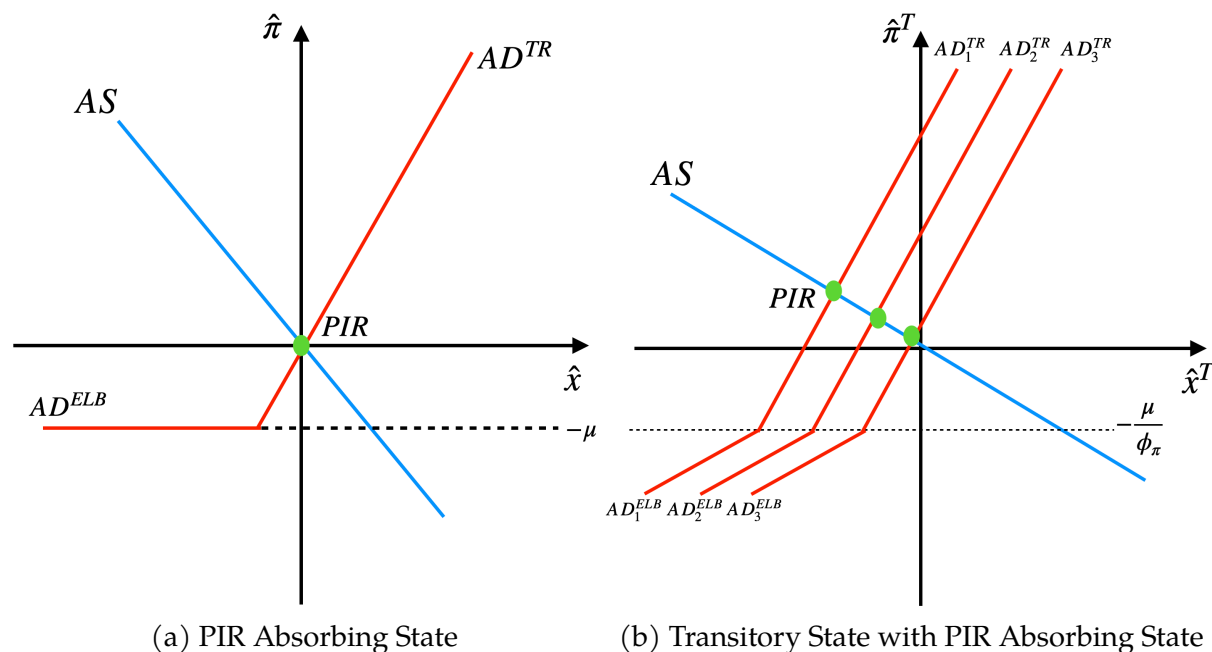 π̂
AD^{TR}
AS
PIR
x̂
AD^{ELB}
-μ
(a) PIR Absorbing State
π̂^T
AD_1^{TR} AD_2^{TR} AD_3^{TR}
AS
PIR
x̂^T
-\frac{μ}{ϕ_π}
AD_1^{ELB} AD_2^{ELB} AD_3^{ELB}
(b) Transitory State with PIR Absorbing State